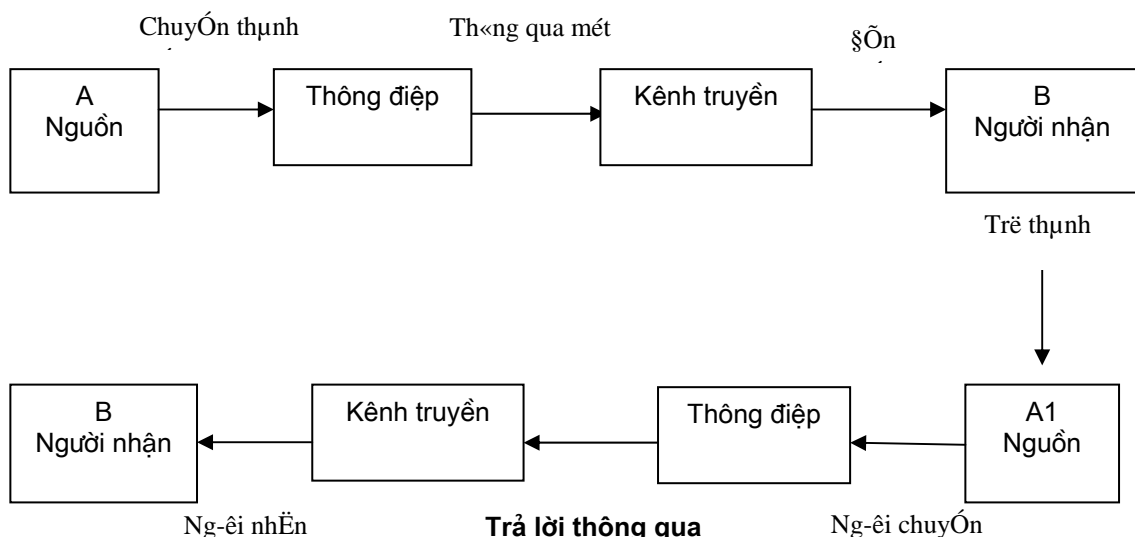 ChuyÓn thµnh
Th«ng qua mét
§Õn
A
Nguồn
Thông điệp
Kênh truyền
B
Người nhận
Trë thµnh
B
Người nhận
Kênh truyền
Thông điệp
A1
Nguồn
Ng-êi nhËn
Trả lời thông qua
Ng-êi chuyÓn